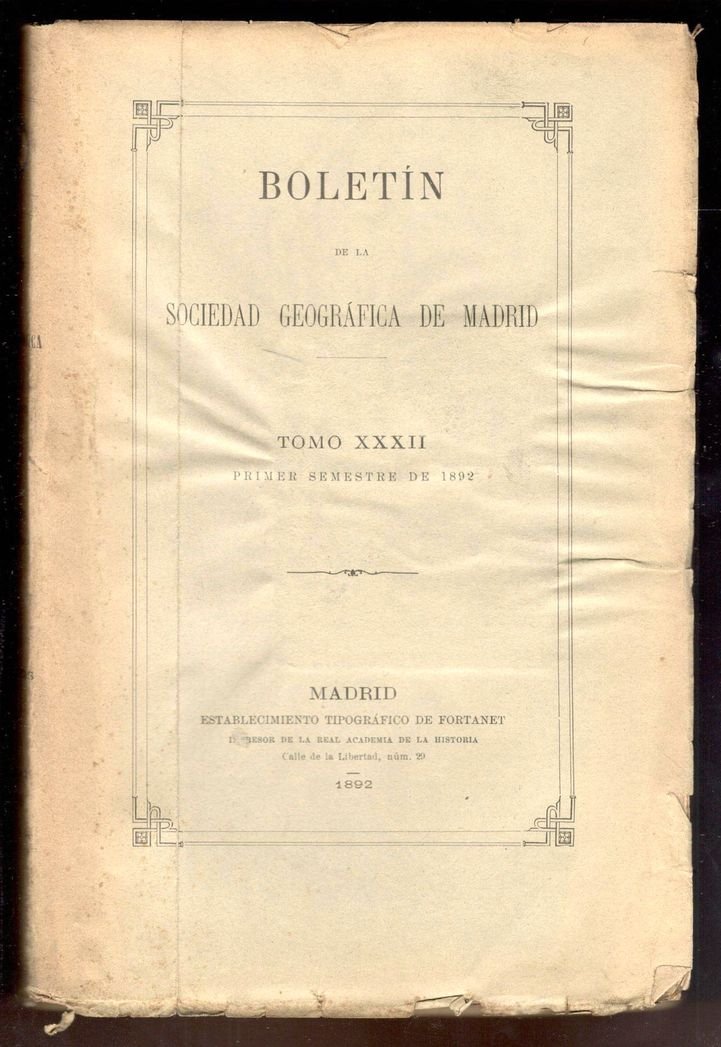 BOLETÍN
DE LA
SOCIEDAD GEOGRÁFICA DE MADRID
TOMO XXXII
PRIMER SEMESTRE DE 1892
MADRID
ESTABLECIMIENTO TIPOGRÁFICO DE FORTANET
DE LA REAL ACADEMIA DE LA HISTORIA
Calle de la Libertad, núm. 29
1892